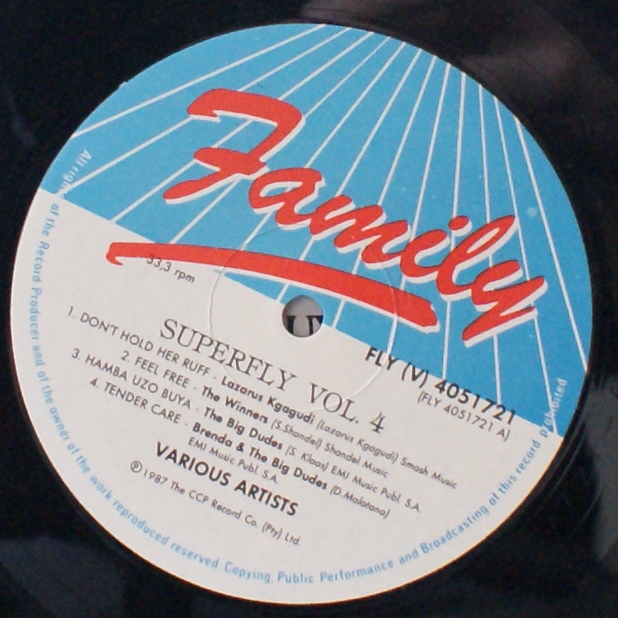 Family
33,3 rpm
FLY (V) 4051721
(FLY 4051721 A)
SUPERFLY VOL. 4
1. DON'T HOLD HER RUFF - Lazarus Kgagudi (Lazarus Kgagudi) Smash Music
2. FEEL FREE - The Winners (S.Shandel) Shandel Music
3. HAMBA UZO BUYA - The Big Dudes (S. Klaas) EMI Music Publ. S.A.
4. TENDER CARE - Brenda & The Big Dudes (D.Malotana)
EMI Music Publ. S.A.
VARIOUS ARTISTS
℗ 1987 The CCP Record Co. (Pty) Ltd.
All rights of the Record Producer and of the owner of the work reproduced reserved. Copying, Public Performance and Broadcasting of this record prohibited